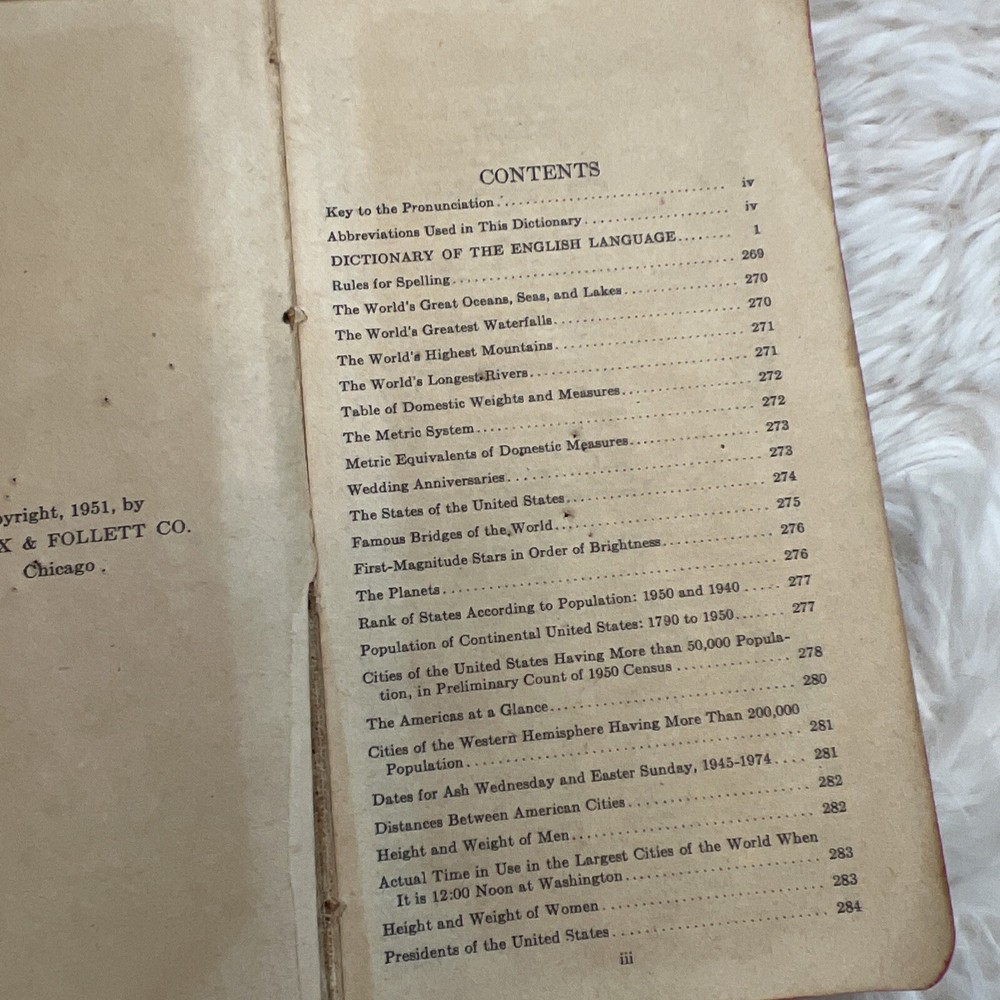 pyright, 1951, by
X & FOLLETT CO.
Chicago
CONTENTS
Key to the Pronunciation iv
Abbreviations Used in This Dictionary iv
DICTIONARY OF THE ENGLISH LANGUAGE 1
Rules for Spelling 269
The World's Great Oceans, Seas, and Lakes 270
The World's Greatest Waterfalls 270
The World's Highest Mountains 271
The World's Longest Rivers 271
Table of Domestic Weights and Measures 272
The Metric System 272
Metric Equivalents of Domestic Measures 273
Wedding Anniversaries 273
The States of the United States 274
Famous Bridges of the World 275
First-Magnitude Stars in Order of Brightness 276
The Planets 276
Rank of States According to Population: 1950 and 1940 277
Population of Continental United States: 1790 to 1950 277
Cities of the United States Having More than 50,000 Popula-
tion, in Preliminary Count of 1950 Census 278
The Americas at a Glance 280
Cities of the Western Hemisphere Having More Than 200,000
Population 281
Dates for Ash Wednesday and Easter Sunday, 1945-1974 281
Distances Between American Cities 282
Height and Weight of Men 282
Actual Time in Use in the Largest Cities of the World When
It is 12:00 Noon at Washington 283
Height and Weight of Women 283
Presidents of the United States 284
iii